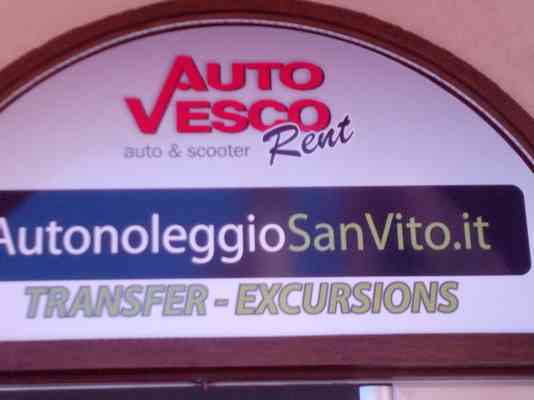 AUTO
VESCO
Rent
auto & scooter
AutonoleggioSanVito.it
TRANSFER - EXCURSIONS